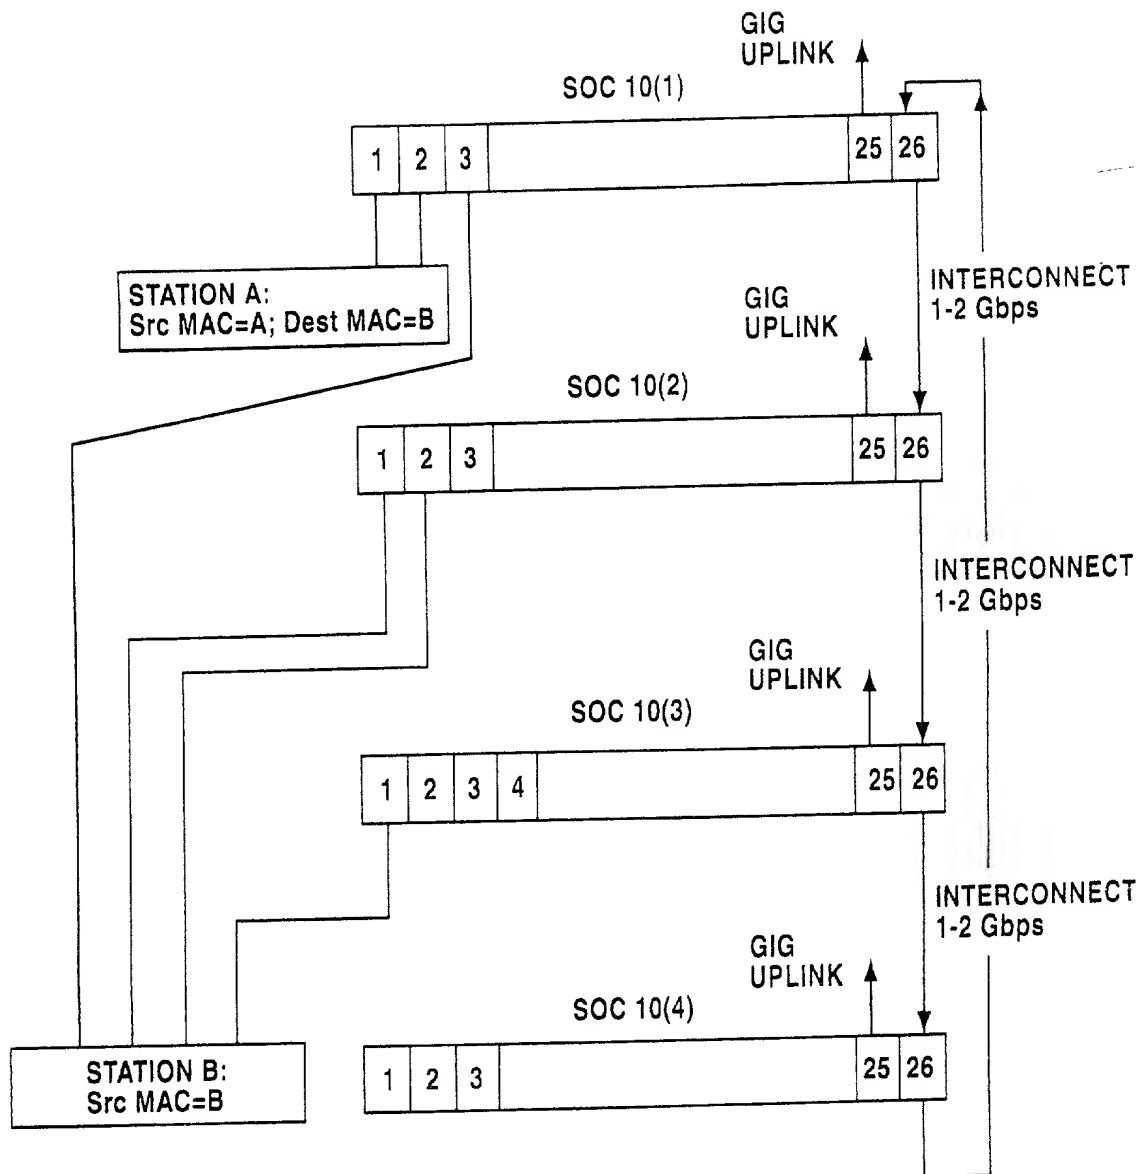 GIG
UPLINK
SOC 10(1)
1 2 3 25 26
STATION A:
Src MAC=A; Dest MAC=B
INTERCONNECT
1-2 Gbps
GIG
UPLINK
SOC 10(2)
1 2 3 25 26
INTERCONNECT
1-2 Gbps
GIG
UPLINK
SOC 10(3)
1 2 3 4 25 26
INTERCONNECT
1-2 Gbps
GIG
UPLINK
SOC 10(4)
1 2 3 25 26
STATION B:
Src MAC=B